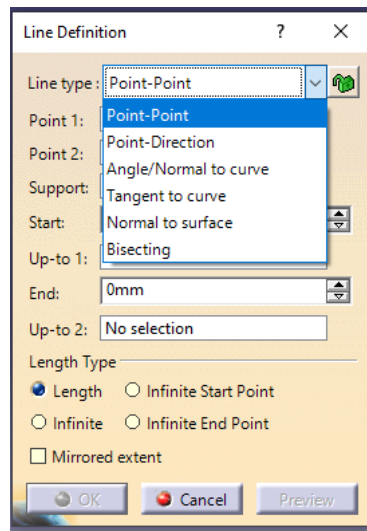 Line Definition ? ×
Line type : Point-Point
Point 1: Point-Point
Point-Direction
Point 2:
Angle/Normal to curve
Support:
Tangent to curve
Start:
Normal to surface
Up-to 1:
Bisecting
End: 0mm
Up-to 2: No selection
Length Type
Length Infinite Start Point
Infinite Infinite End Point
Mirrored extent
OK Cancel Preview